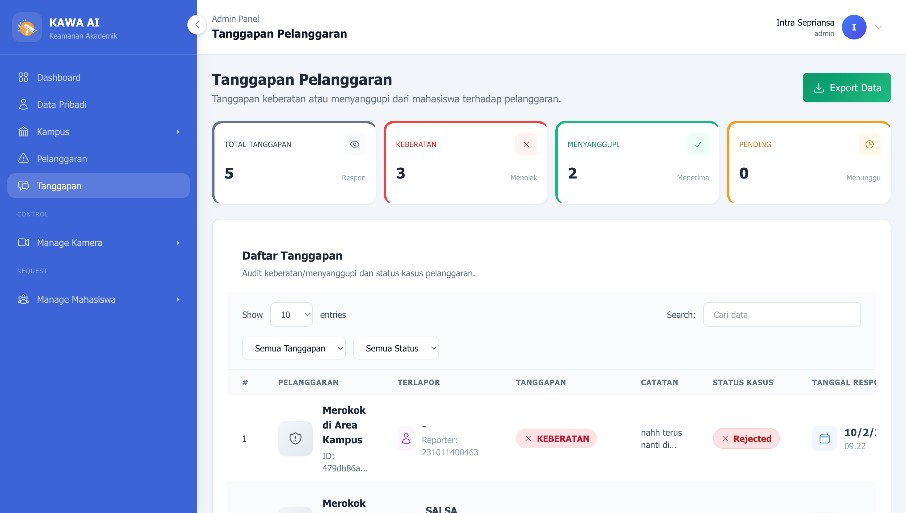 KAWA AI
Keamanan Akademik
Dashboard
Data Pribadi
Kampus
Pelanggaran
Tanggapan
CONTROL
Manage Kamera
REQUEST
Manage Mahasiswa
Admin Panel
Tanggapan Pelanggaran
Intra Sepriansa
admin
I
Tanggapan Pelanggaran
Tanggapan keberatan atau menyanggupi dari mahasiswa terhadap pelanggaran.
Export Data
TOTAL TANGGAPAN
5
Respon
KEBERATAN
3
Menolak
MENYANGGUPI
2
Menerima
PENDING
0
Menunggu
Daftar Tanggapan
Audit keberatan/menyanggupi dan status kasus pelanggaran.
Show 10 entries
Search: Cari data
Semua Tanggapan Semua Status
# PELANGGARAN TERLAPOR TANGGAPAN CATATAN STATUS KASUS TANGGAL RESPO
1
Merokok
di Area
Kampus
ID:
479db86a...
-
Reporter:
231011400463
KEBERATAN
nahh terus
nanti di...
Rejected
10/2/
09.22
Merokok
SALSA